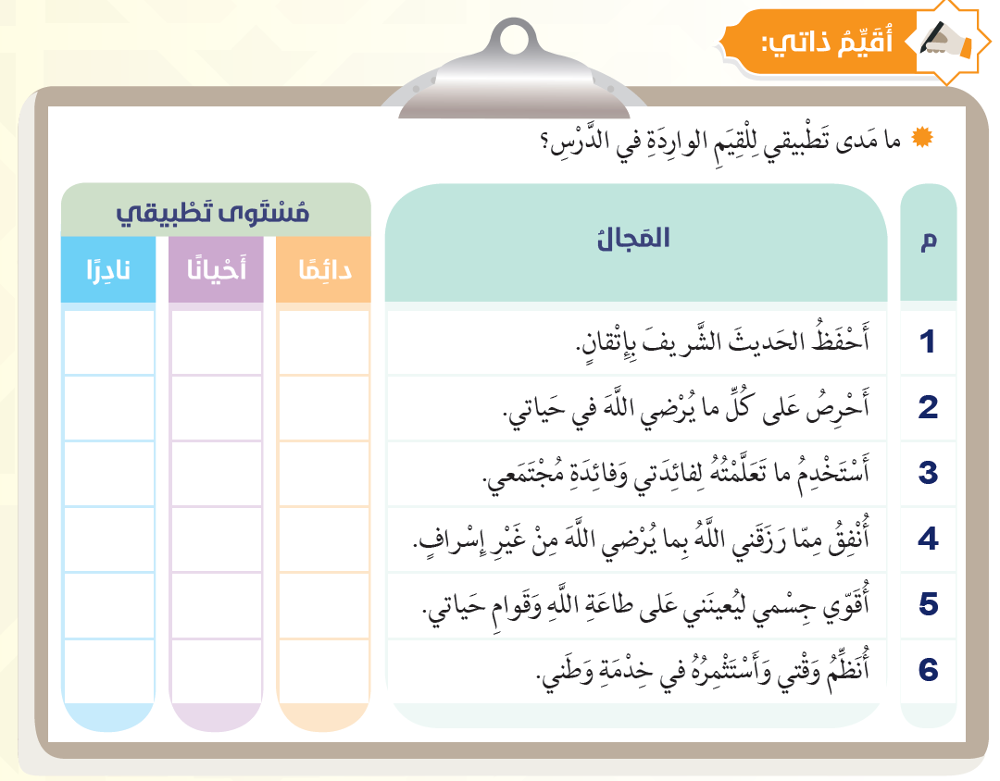 أُقَيِّمُ ذاتي:
ما مَدى تَطْبيقي لِلْقِيَمِ الوارِدَةِ في الدَّرْسِ؟
م المَجالُ مُسْتَوى تَطْبيقي
دائِمًا أَحْيانًا نادِرًا
1 أَحْفَظُ الحَديثَ الشَّريفَ بِإِتْقانٍ.
2 أَحْرِصُ عَلى كُلِّ ما يُرْضي اللَّهَ في حَياتي.
3 أَسْتَخْدِمُ ما تَعَلَّمْتُهُ لِفائِدَتي وَفائِدَةِ مُجْتَمَعي.
4 أُنْفِقُ مِمّا رَزَقَني اللَّهُ بِما يُرْضي اللَّهَ مِنْ غَيْرِ إِسْرافٍ.
5 أُقَوّي جِسْمي ليُعينَني عَلى طاعَةِ اللَّهِ وَقَوامِ حَياتي.
6 أُنَظِّمُ وَقْتي وَأَسْتَثْمِرُهُ في خِدْمَةِ وَطَني.